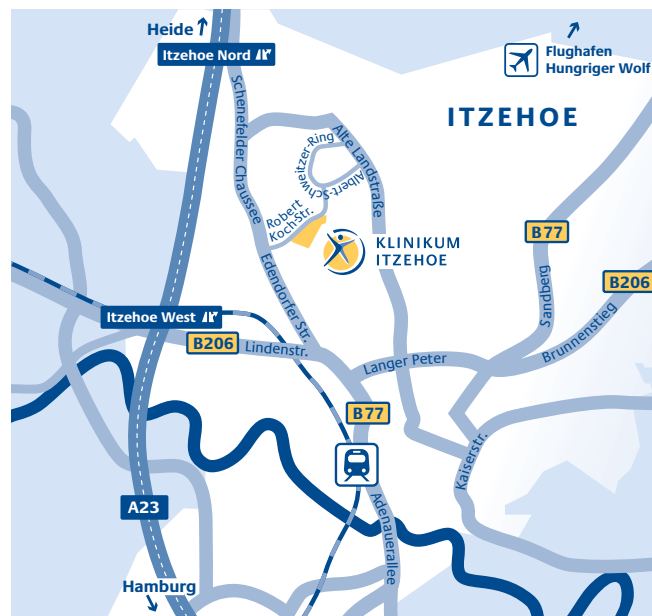 Heide
Itzehoe Nord
Flughafen
Hungriger Wolf
ITZEHOE
Schenefelder Chaussee
Alte Landstraße
Albert-Schweitzer-Ring
Robert
Koch-Str.
KLINIKUM
ITZEHOE
B77
Sandberg
B206
Brunnenstieg
Edendorfer Str.
Itzehoe West
B206
Lindenstr.
Langer Peter
B77
Kaiserstr.
A23
Adenauerallee
Hamburg